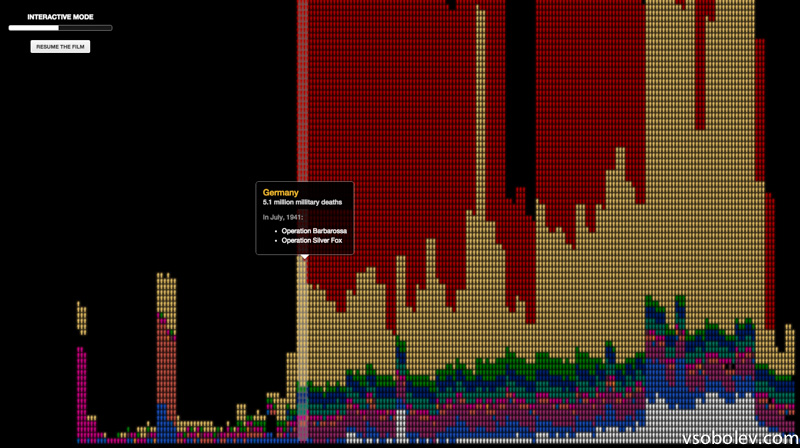 INTERACTIVE MODE
RESUME THE FILM
Germany
5.1 million millitary deaths
In July, 1941:
Operation Barbarossa
Operation Silver Fox
vsobolev.com